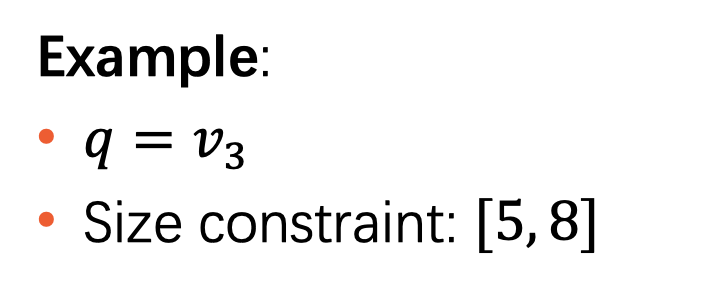 Example:
• q = v₃
• Size constraint: [5, 8]